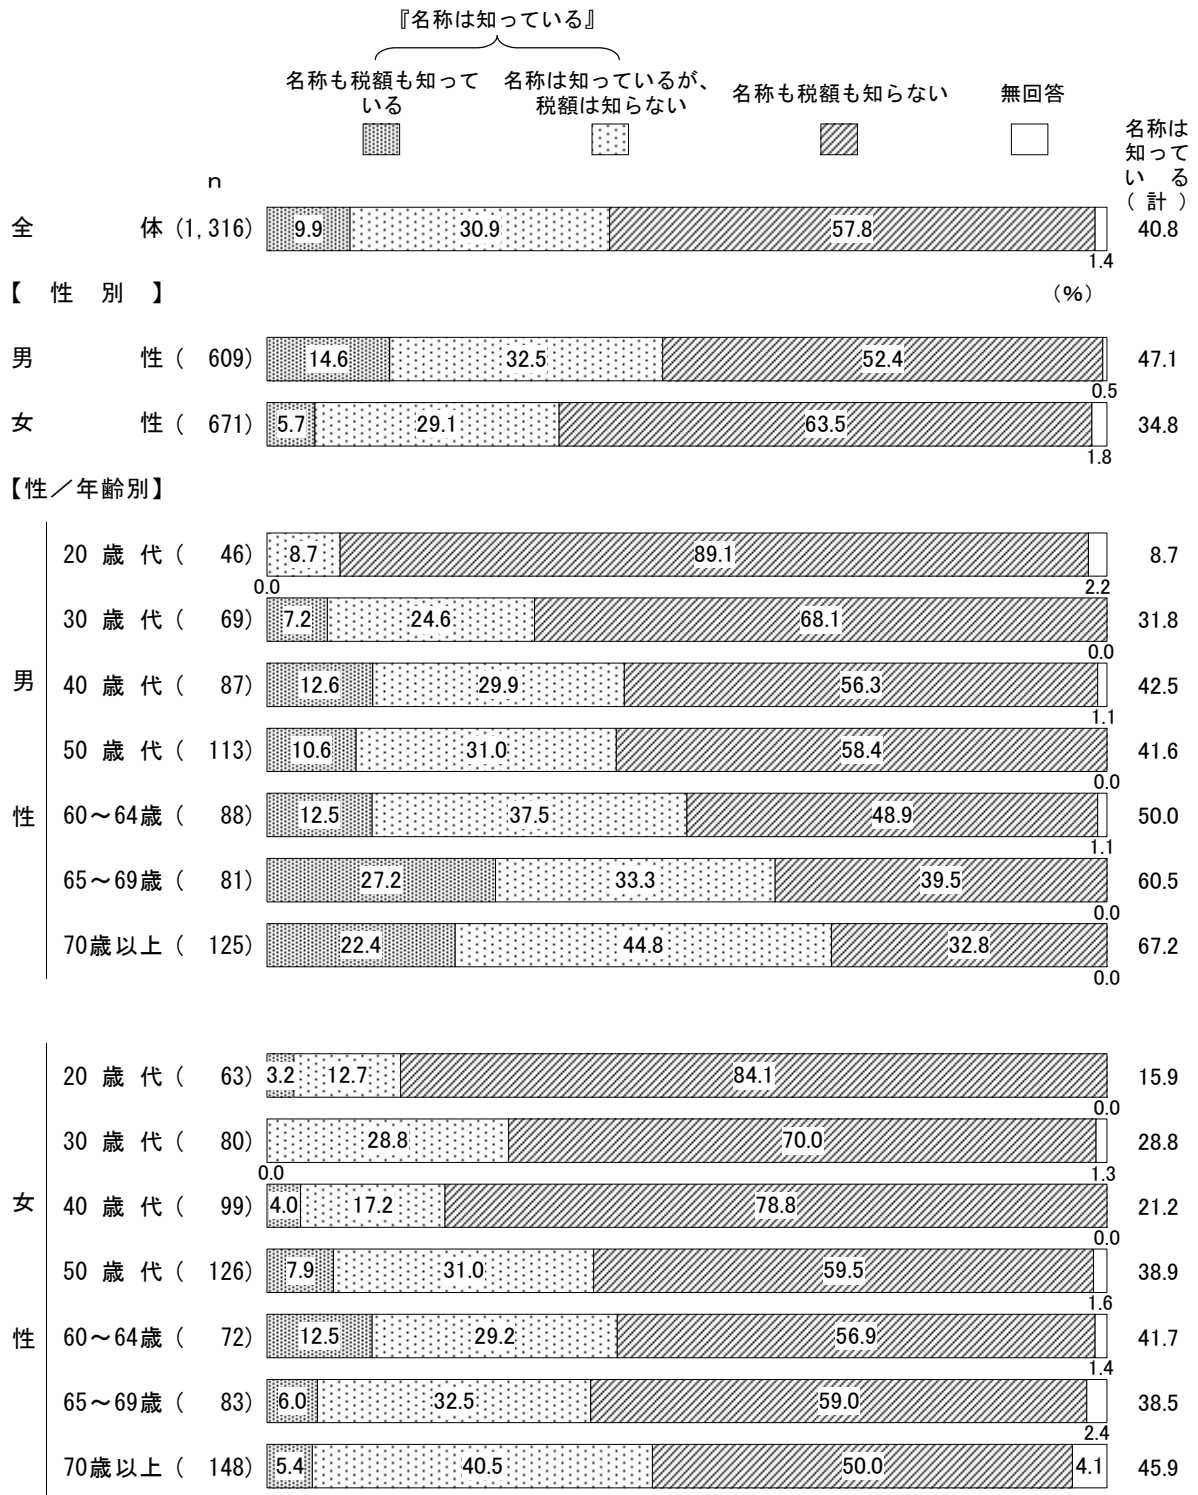 『名称は知っている』
名称も税額も知って
いる
名称は知っているが、
税額は知らない
名称も税額も知らない
無回答
名称は
知って
い る
( 計 )
n
全 体 (1,316) 9.9 30.9 57.8 1.4 40.8
【 性 別 】 (%)
男 性 ( 609) 14.6 32.5 52.4 0.5 47.1
女 性 ( 671) 5.7 29.1 63.5 1.8 34.8
【性/年齢別】
男性
20 歳 代 ( 46) 0.0 8.7 89.1 2.2 8.7
30 歳 代 ( 69) 7.2 24.6 68.1 0.0 31.8
40 歳 代 ( 87) 12.6 29.9 56.3 1.1 42.5
50 歳 代 ( 113) 10.6 31.0 58.4 0.0 41.6
60~64歳 ( 88) 12.5 37.5 48.9 1.1 50.0
65~69歳 ( 81) 27.2 33.3 39.5 0.0 60.5
70歳以上 ( 125) 22.4 44.8 32.8 0.0 67.2
女性
20 歳 代 ( 63) 3.2 12.7 84.1 0.0 15.9
30 歳 代 ( 80) 0.0 28.8 70.0 1.3 28.8
40 歳 代 ( 99) 4.0 17.2 78.8 0.0 21.2
50 歳 代 ( 126) 7.9 31.0 59.5 1.6 38.9
60~64歳 ( 72) 12.5 29.2 56.9 1.4 41.7
65~69歳 ( 83) 6.0 32.5 59.0 2.4 38.5
70歳以上 ( 148) 5.4 40.5 50.0 4.1 45.9